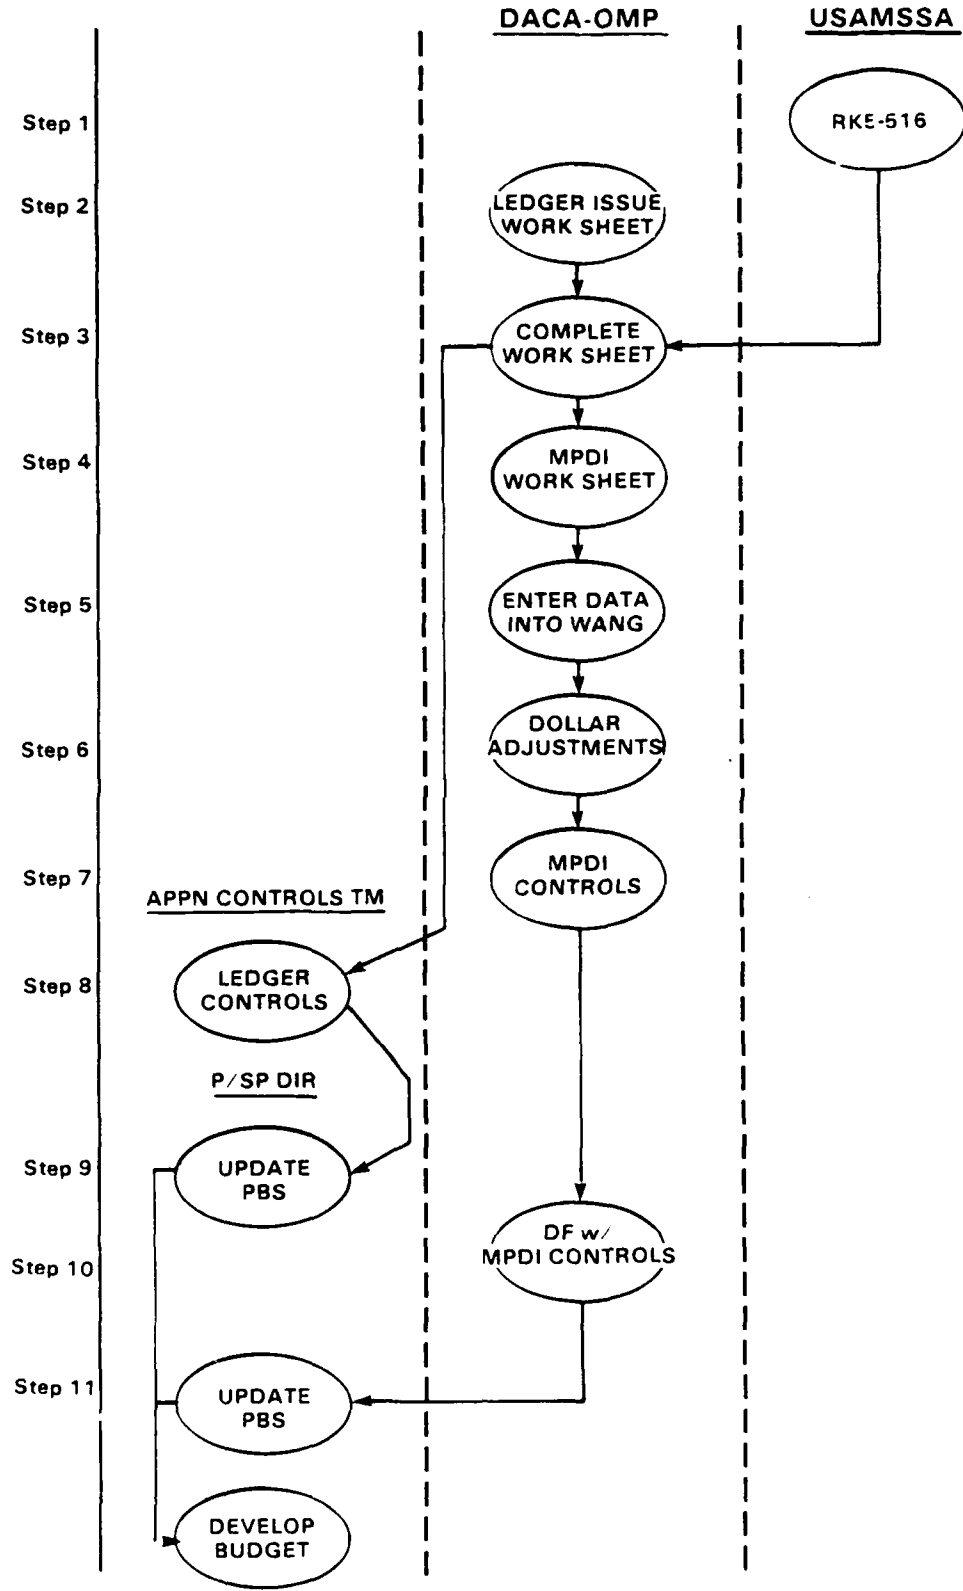 DACA-OMP
USAMSSA
Step 1
RKE-516
Step 2
LEDGER ISSUE
WORK SHEET
Step 3
COMPLETE
WORK SHEET
Step 4
MPDI
WORK SHEET
Step 5
ENTER DATA
INTO WANG
Step 6
DOLLAR
ADJUSTMENTS
Step 7
MPDI
CONTROLS
APPN CONTROLS TM
Step 8
LEDGER
CONTROLS
P/SP DIR
Step 9
UPDATE
PBS
Step 10
DF w/
MPDI CONTROLS
Step 11
UPDATE
PBS
DEVELOP
BUDGET